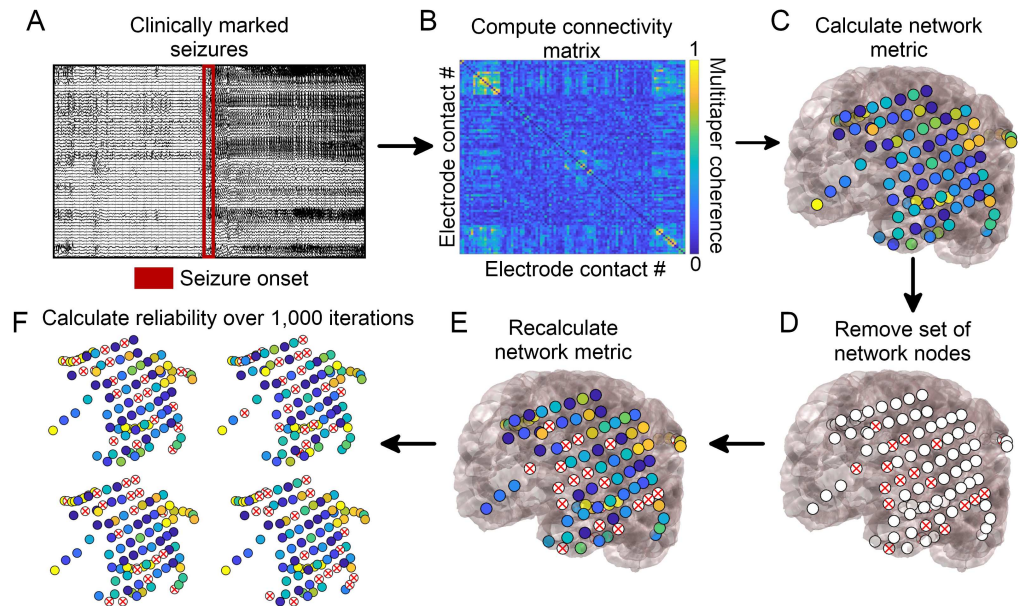 A
Clinically marked
seizures
Seizure onset
B
Compute connectivity
matrix
Electrode contact #
Electrode contact #
1
Multitaper coherence
0
C
Calculate network
metric
D
Remove set of
network nodes
E
Recalculate
network metric
F
Calculate reliability over 1,000 iterations